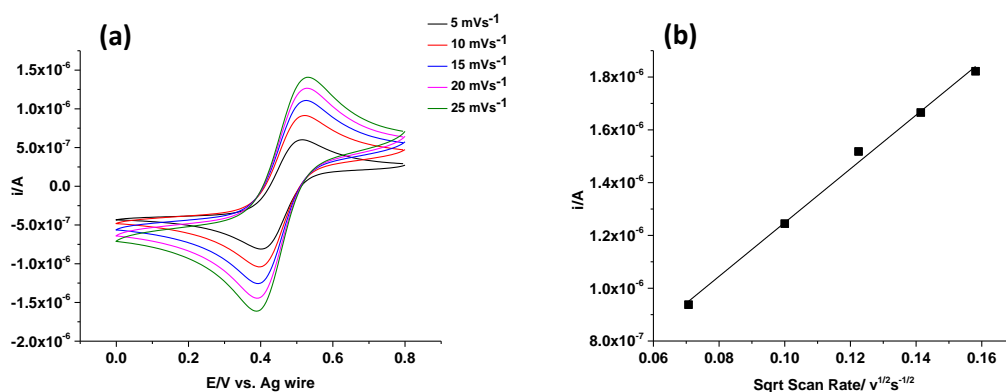 (a)
5 mVs⁻¹
10 mVs⁻¹
15 mVs⁻¹
20 mVs⁻¹
25 mVs⁻¹
1.5x10⁻⁶
1.0x10⁻⁶
5.0x10⁻⁷
0.0
-5.0x10⁻⁷
-1.0x10⁻⁶
-1.5x10⁻⁶
-2.0x10⁻⁶
i/A
0.0 0.2 0.4 0.6 0.8
E/V vs. Ag wire
(b)
1.8x10⁻⁶
1.6x10⁻⁶
1.4x10⁻⁶
1.2x10⁻⁶
1.0x10⁻⁶
8.0x10⁻⁷
i/A
0.06 0.08 0.10 0.12 0.14 0.16
Sqrt Scan Rate/ v¹ᐟ²s⁻¹ᐟ²